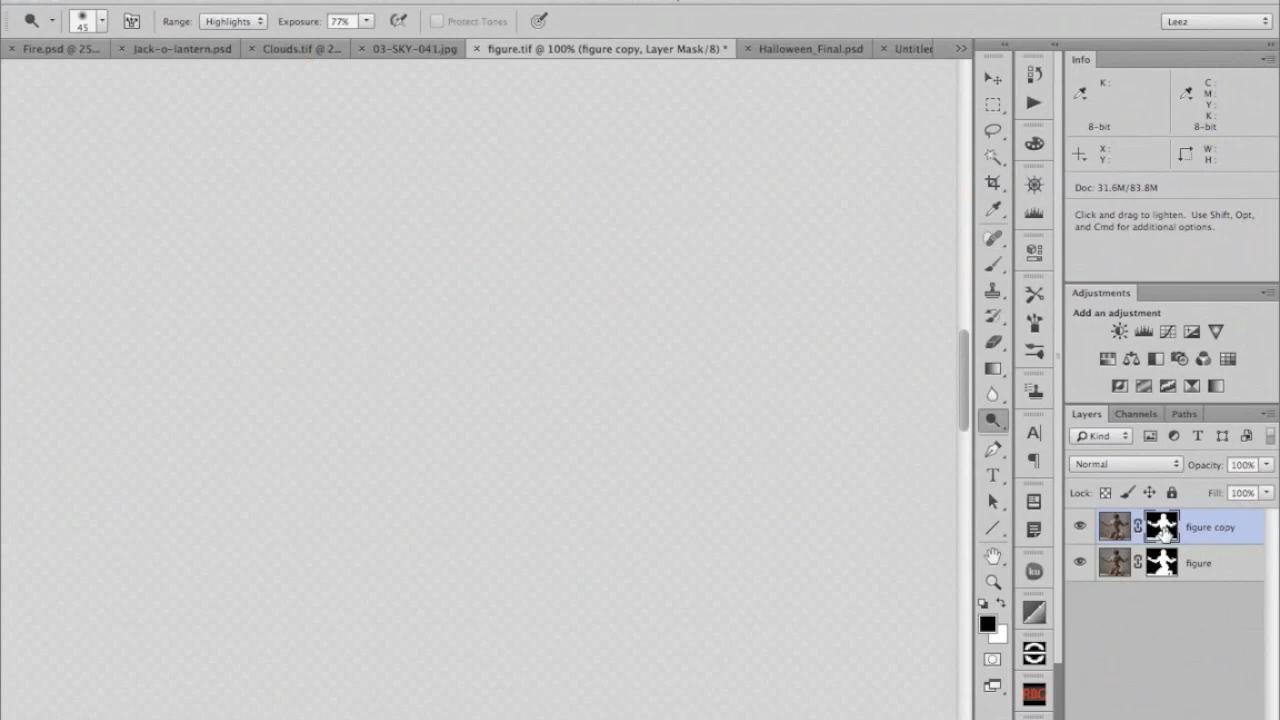 45 Range: Highlights Exposure: 77% Protect Tones Leez
Fire.psd @ 25... Jack-o-lantern.psd Clouds.tif @ 2... 03-SKY-041.jpg figure.tif @ 100% (figure copy, Layer Mask/8) * Halloween_Final.psd Untitled
Info
K: C:
M:
Y:
K:
8-bit 8-bit
X: W:
Y: H:
Doc: 31.6M/83.8M
Click and drag to lighten. Use Shift, Opt,
and Cmd for additional options.
Adjustments
Add an adjustment
Layers Channels Paths
Kind T
Normal Opacity: 100%
Lock: Fill: 100%
figure copy
figure
A
T
ku
RBG